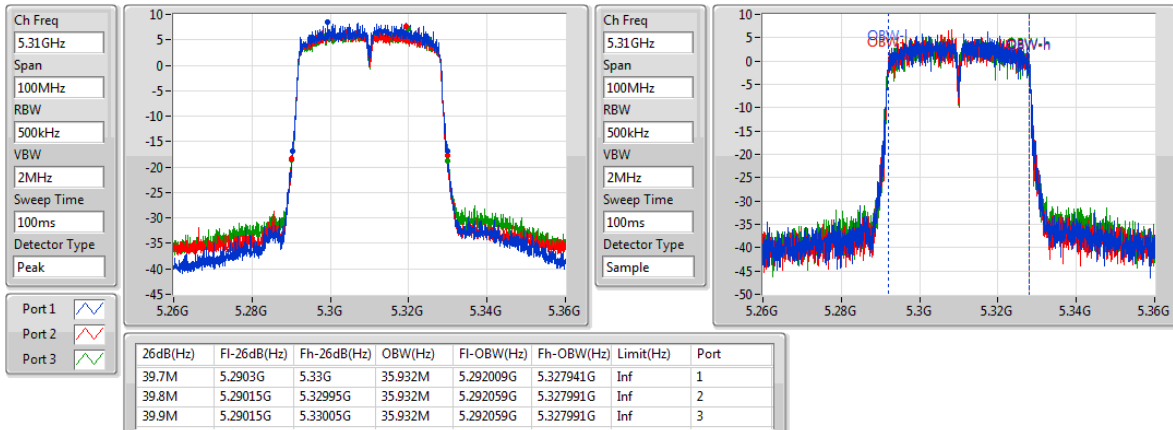 Ch Freq
5.31GHz
Span
100MHz
RBW
500kHz
VBW
2MHz
Sweep Time
100ms
Detector Type
Peak
10
5
0
-5
-10
-15
-20
-25
-30
-35
-40
-45
5.26G 5.28G 5.3G 5.32G 5.34G 5.36G
Ch Freq
5.31GHz
Span
100MHz
RBW
500kHz
VBW
2MHz
Sweep Time
100ms
Detector Type
Sample
10
5
0
-5
-10
-15
-20
-25
-30
-35
-40
-45
-50
OBW-l
OBW-h
5.26G 5.28G 5.3G 5.32G 5.34G 5.36G
Port 1
Port 2
Port 3
26dB(Hz) Fl-26dB(Hz) Fh-26dB(Hz) OBW(Hz) Fl-OBW(Hz) Fh-OBW(Hz) Limit(Hz) Port
39.7M 5.2903G 5.33G 35.932M 5.292009G 5.327941G Inf 1
39.8M 5.29015G 5.32995G 35.932M 5.292059G 5.327991G Inf 2
39.9M 5.29015G 5.33005G 35.932M 5.292059G 5.327991G Inf 3